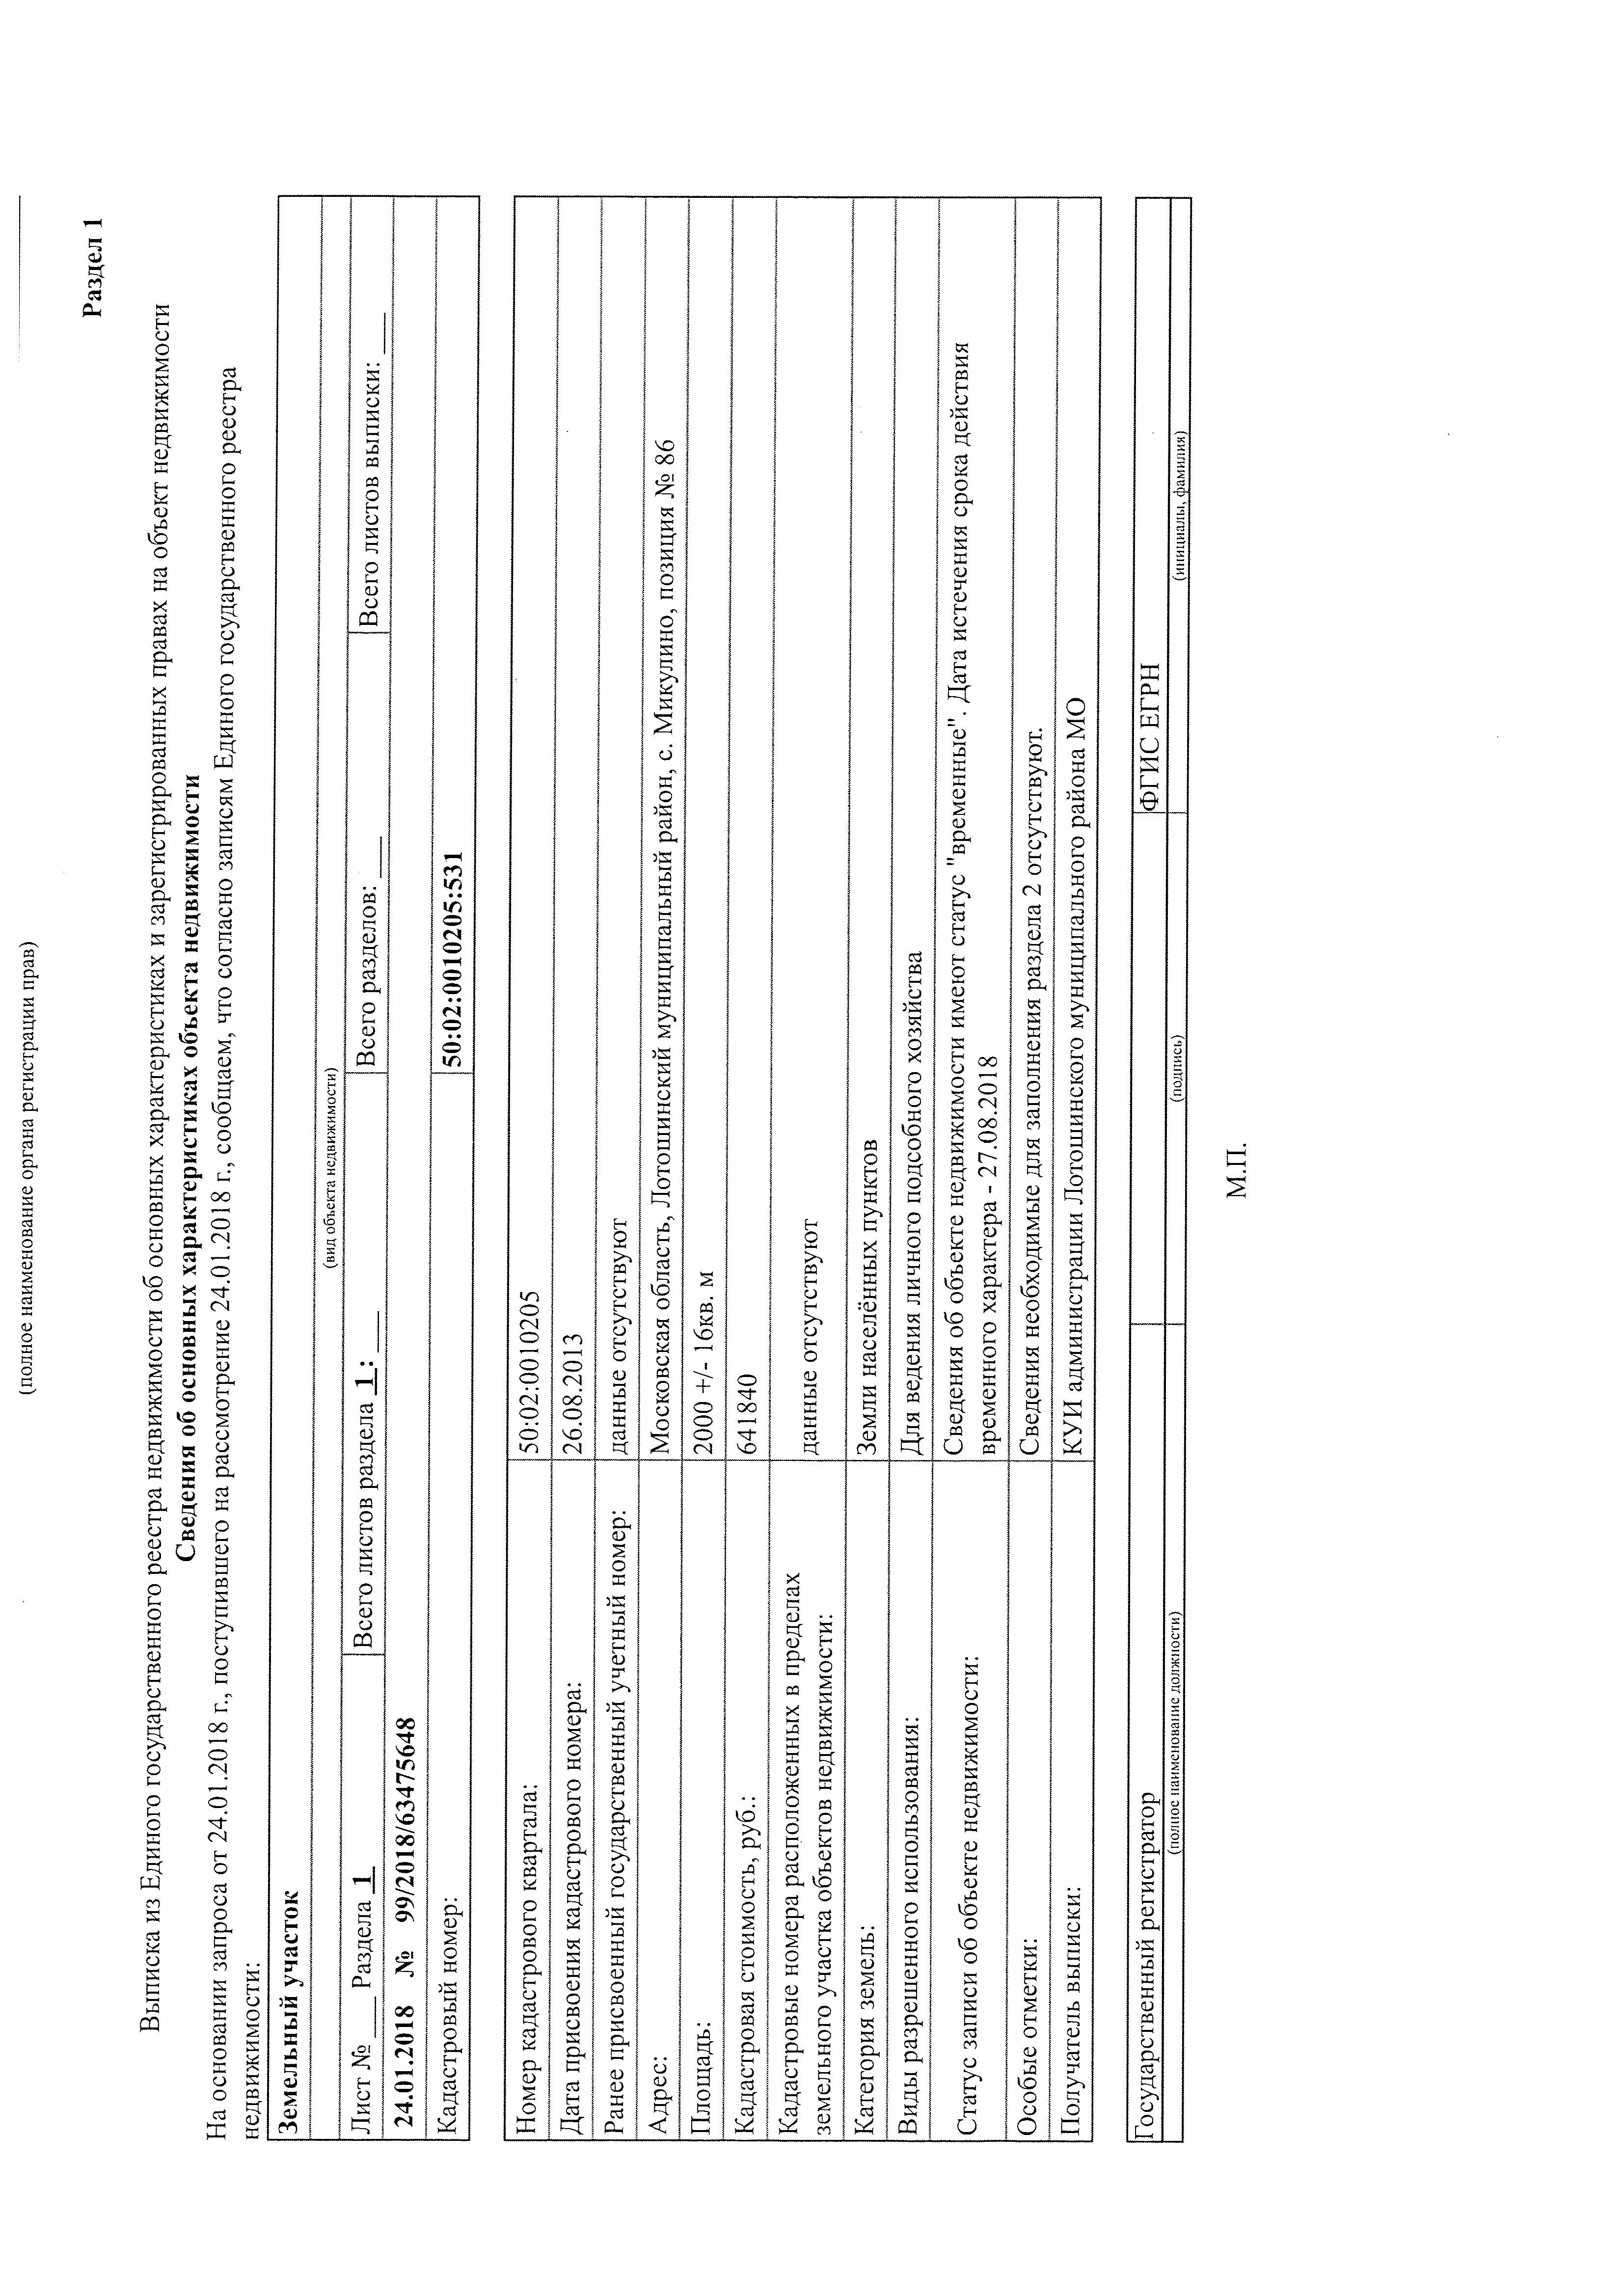 (полное наименование органа регистрации прав)
Раздел 1
Выписка из Единого государственного реестра недвижимости об основных характеристиках и зарегистрированных правах на объект недвижимости
Сведения об основных характеристиках объекта недвижимости
На основании запроса от 24.01.2018 г., поступившего на рассмотрение 24.01.2018 г., сообщаем, что согласно записям Единого государственного реестра
недвижимости:
Земельный участок
(вид объекта недвижимости)
Лист № ___ Раздела 1 Всего листов раздела 1 : ___ Всего разделов: ___ Всего листов выписки: ___
24.01.2018 № 99/2018/63475648
Кадастровый номер: 50:02:0010205:531
Номер кадастрового квартала: 50:02:0010205
Дата присвоения кадастрового номера: 26.08.2013
Ранее присвоенный государственный учетный номер: данные отсутствуют
Адрес: Московская область, Лотошинский муниципальный район, с. Микулино, позиция № 86
Площадь: 2000 +/- 16кв. м
Кадастровая стоимость, руб.: 641840
Кадастровые номера расположенных в пределах
земельного участка объектов недвижимости: данные отсутствуют
Категория земель: Земли населённых пунктов
Виды разрешенного использования: Для ведения личного подсобного хозяйства
Статус записи об объекте недвижимости: Сведения об объекте недвижимости имеют статус "временные". Дата истечения срока действия
временного характера - 27.08.2018
Особые отметки: Сведения необходимые для заполнения раздела 2 отсутствуют.
Получатель выписки: КУИ администрации Лотошинского муниципального района МО
Государственный регистратор ФГИС ЕГРН
(полное наименование должности) (подпись) (инициалы, фамилия)
М.П.